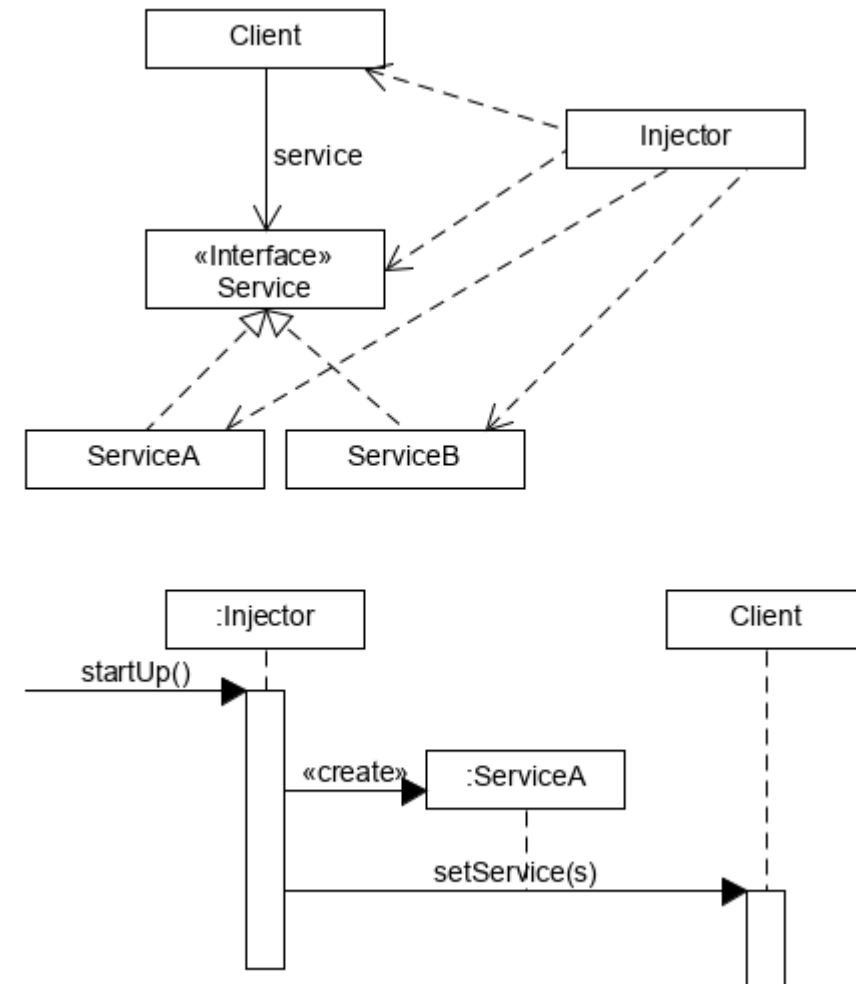 Client
Injector
service
«Interface»
Service
ServiceA
ServiceB
:Injector
Client
startUp()
«create»
:ServiceA
setService(s)